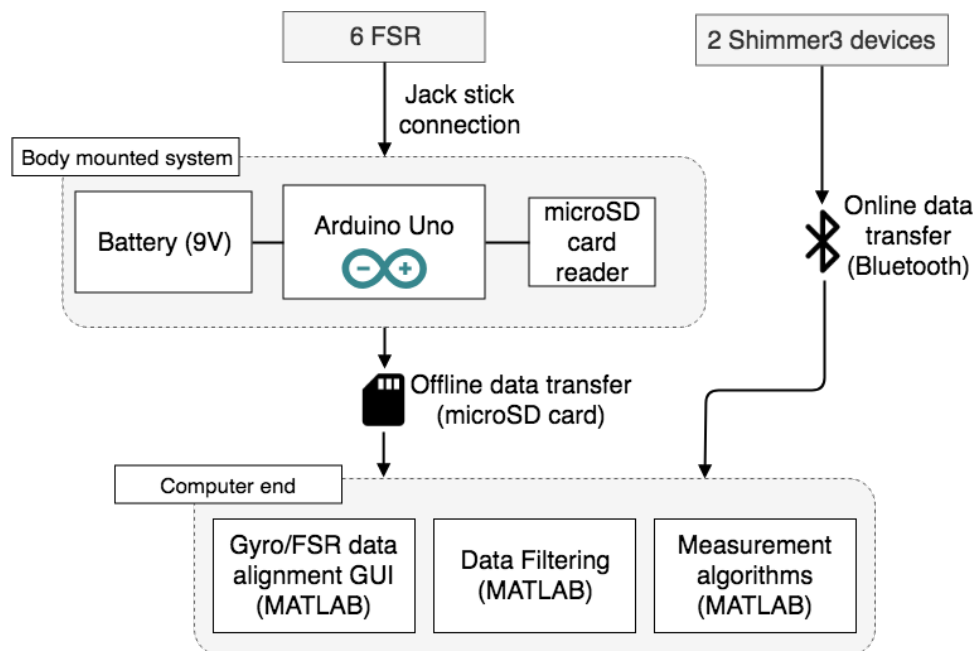 6 FSR
2 Shimmer3 devices
Jack stick
connection
Body mounted system
Battery (9V)
Arduino Uno
microSD
card
reader
Online data
transfer
(Bluetooth)
Offline data transfer
(microSD card)
Computer end
Gyro/FSR data
alignment GUI
(MATLAB)
Data Filtering
(MATLAB)
Measurement
algorithms
(MATLAB)